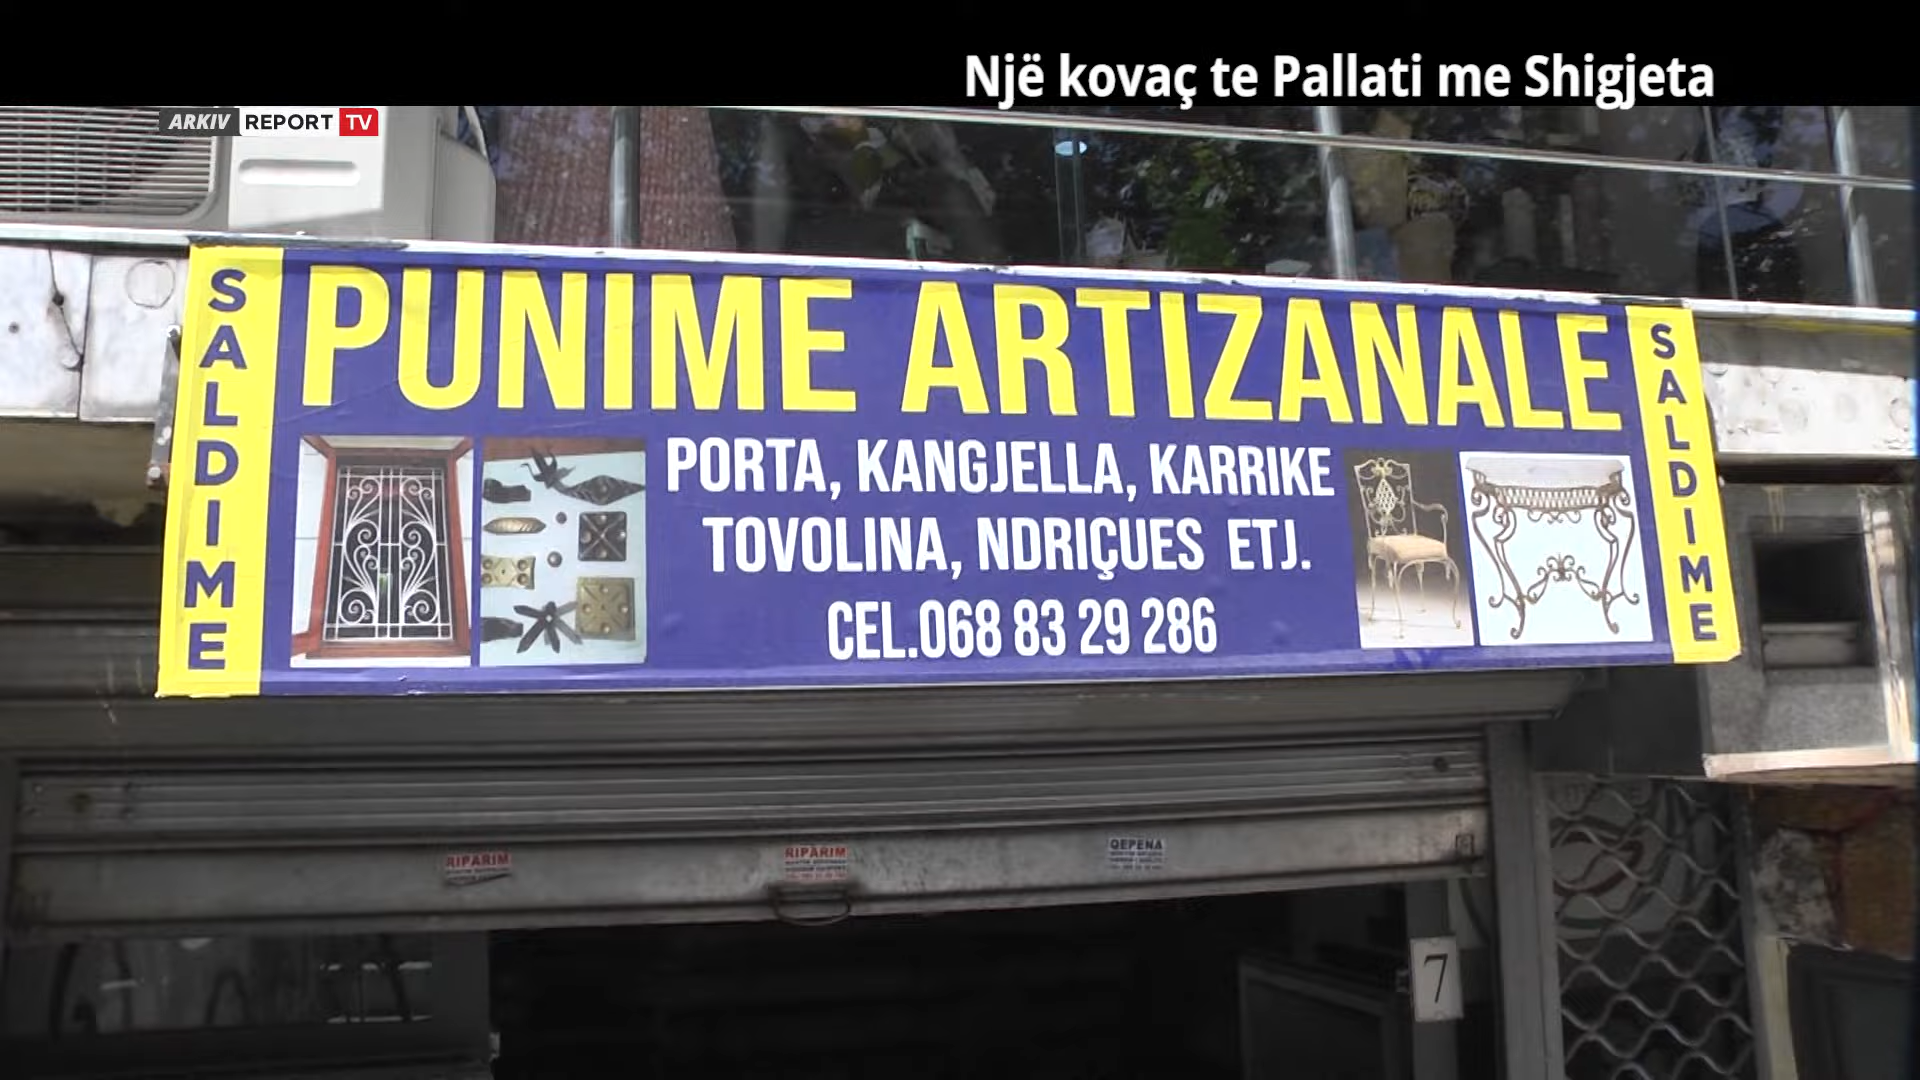 Një kovaç te Pallati me Shigjeta
ARKIV REPORT TV
SALDIME
PUNIME ARTIZANALE
PORTA, KANGJELLA, KARRIKE
TOVOLINA, NDRIÇUES ETJ.
CEL.068 83 29 286
SALDIME
RIPARIM
RIPARIM
QEPENA
7